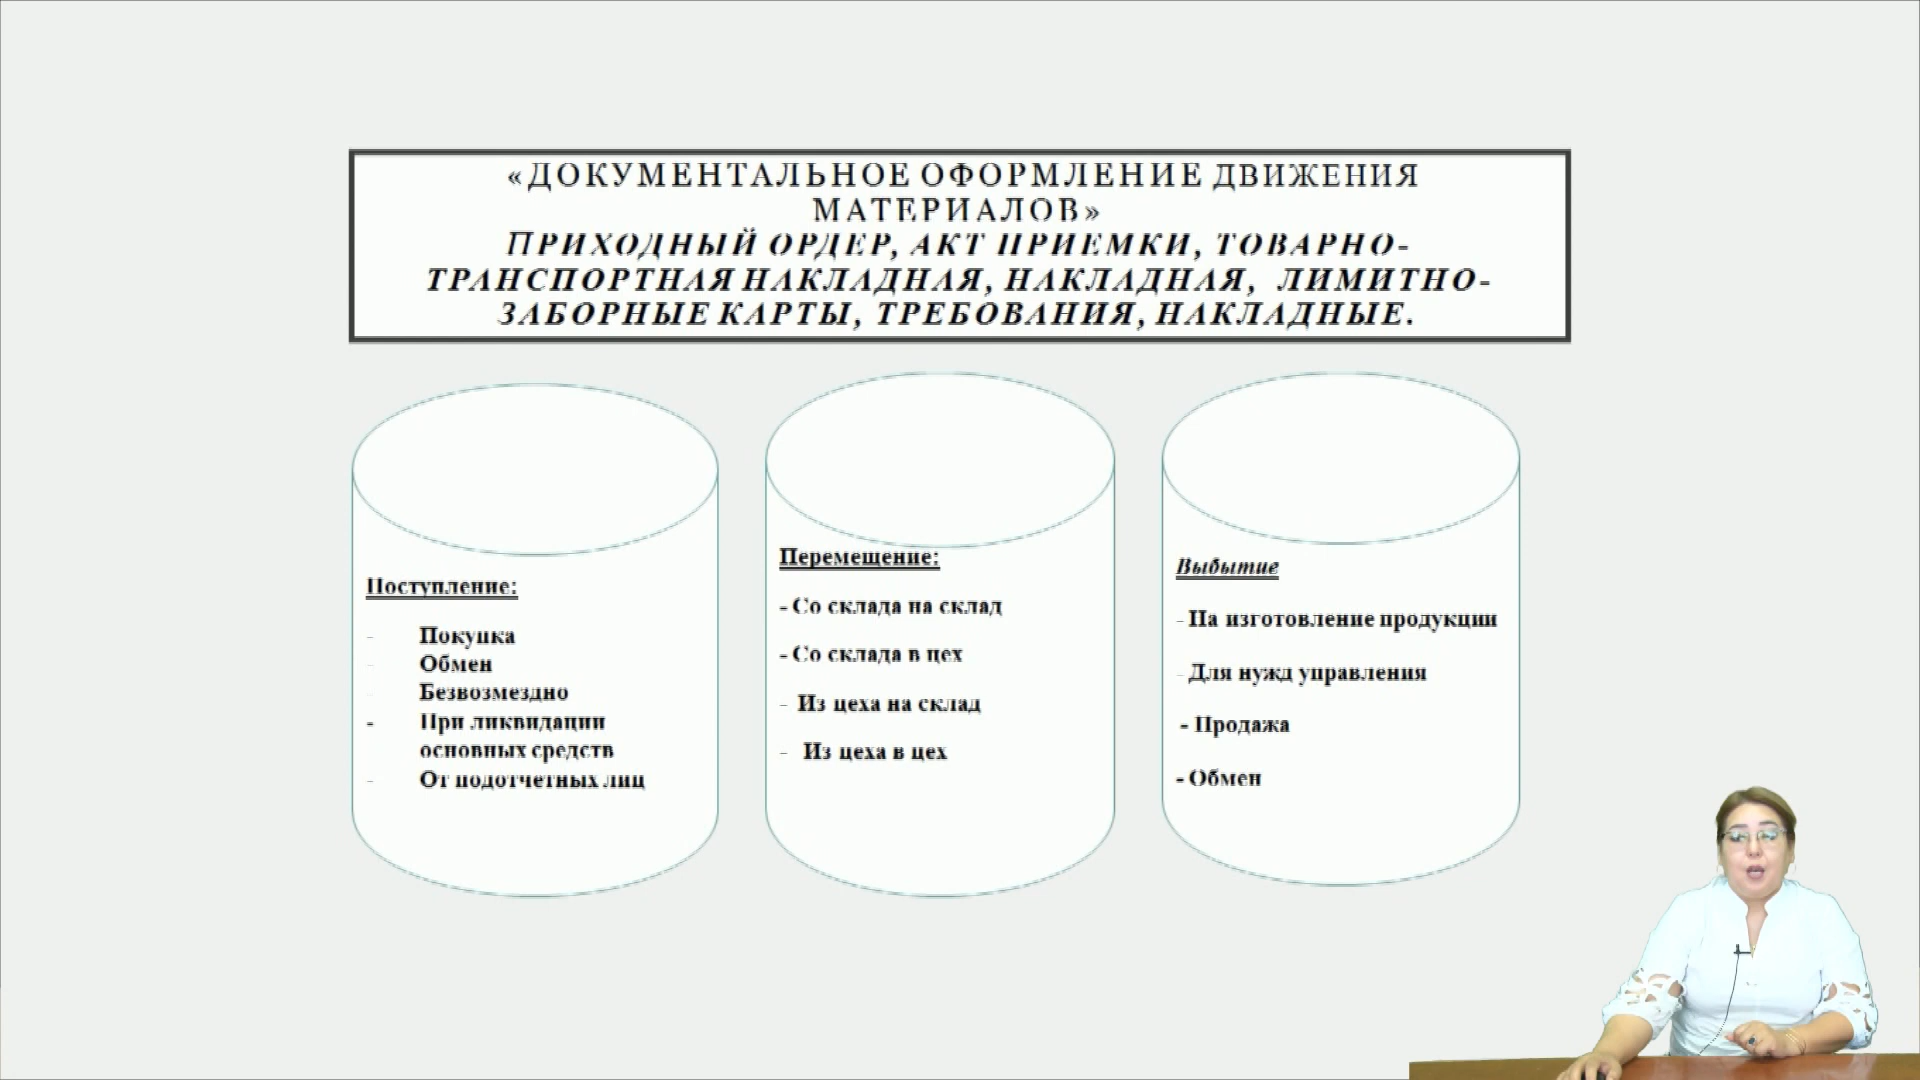 «ДОКУМЕНТАЛЬНОЕ ОФОРМЛЕНИЕ ДВИЖЕНИЯ
МАТЕРИАЛОВ»
ПРИХОДНЫЙ ОРДЕР, АКТ ПРИЕМКИ, ТОВАРНО-
ТРАНСПОРТНАЯ НАКЛАДНАЯ, НАКЛАДНАЯ, ЛИМИТНО-
ЗАБОРНЫЕ КАРТЫ, ТРЕБОВАНИЯ, НАКЛАДНЫЕ.
Поступление:
- Покупка
- Обмен
- Безвозмездно
- При ликвидации
основных средств
- От подотчетных лиц
Перемещение:
- Со склада на склад
- Со склада в цех
- Из цеха на склад
- Из цеха в цех
Выбытие
- На изготовление продукции
- Для нужд управления
- Продажа
- Обмен